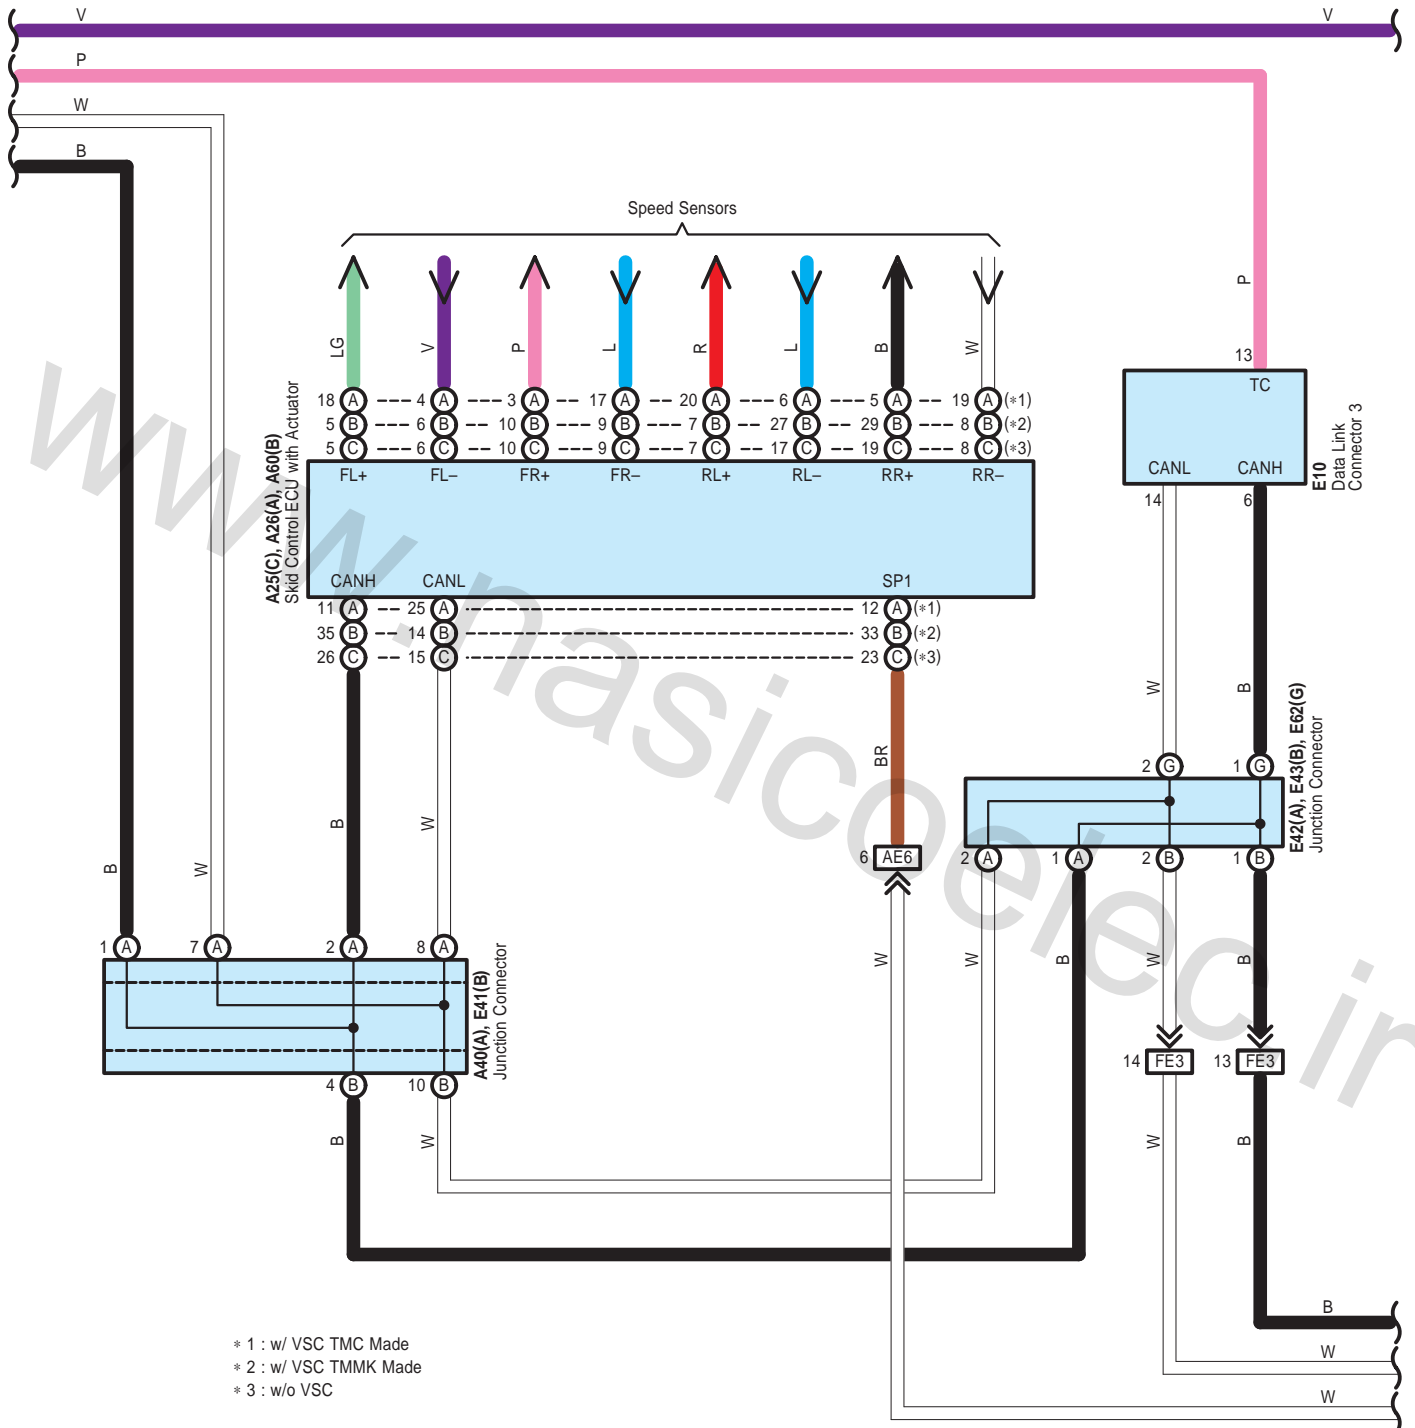 V V
P
W
B
Speed Sensors
LG V P L R L B W
P
13
TC
CANL CANH
14 6
E10
Data Link
Connector 3
18 A 4 A 3 A 17 A 20 A 6 A 5 A 19 A (*1)
5 B 6 B 10 B 9 B 7 B 27 B 29 B 8 B (*2)
5 C 6 C 10 C 9 C 7 C 17 C 19 C 8 C (*3)
FL+ FL– FR+ FR– RL+ RL– RR+ RR–
A25(C), A26(A), A60(B)
Skid Control ECU with Actuator
CANH CANL SP1
11 A 25 A 12 A (*1)
35 B 14 B 33 B (*2)
26 C 15 C 23 C (*3)
W B
BR
2 G 1 G
E42(A), E43(B), E62(G)
Junction Connector
B W
6 AE6 2 A 1 A 2 B 1 B
B W
1 A 7 A 2 A 8 A
W W B W B
A40(A), E41(B)
Junction Connector
14 FE3 13 FE3
4 B 10 B
B W W B
B
W
W
* 1 : w/ VSC TMC Made
* 2 : w/ VSC TMMK Made
* 3 : w/o VSC
www.nasicoelec.ir